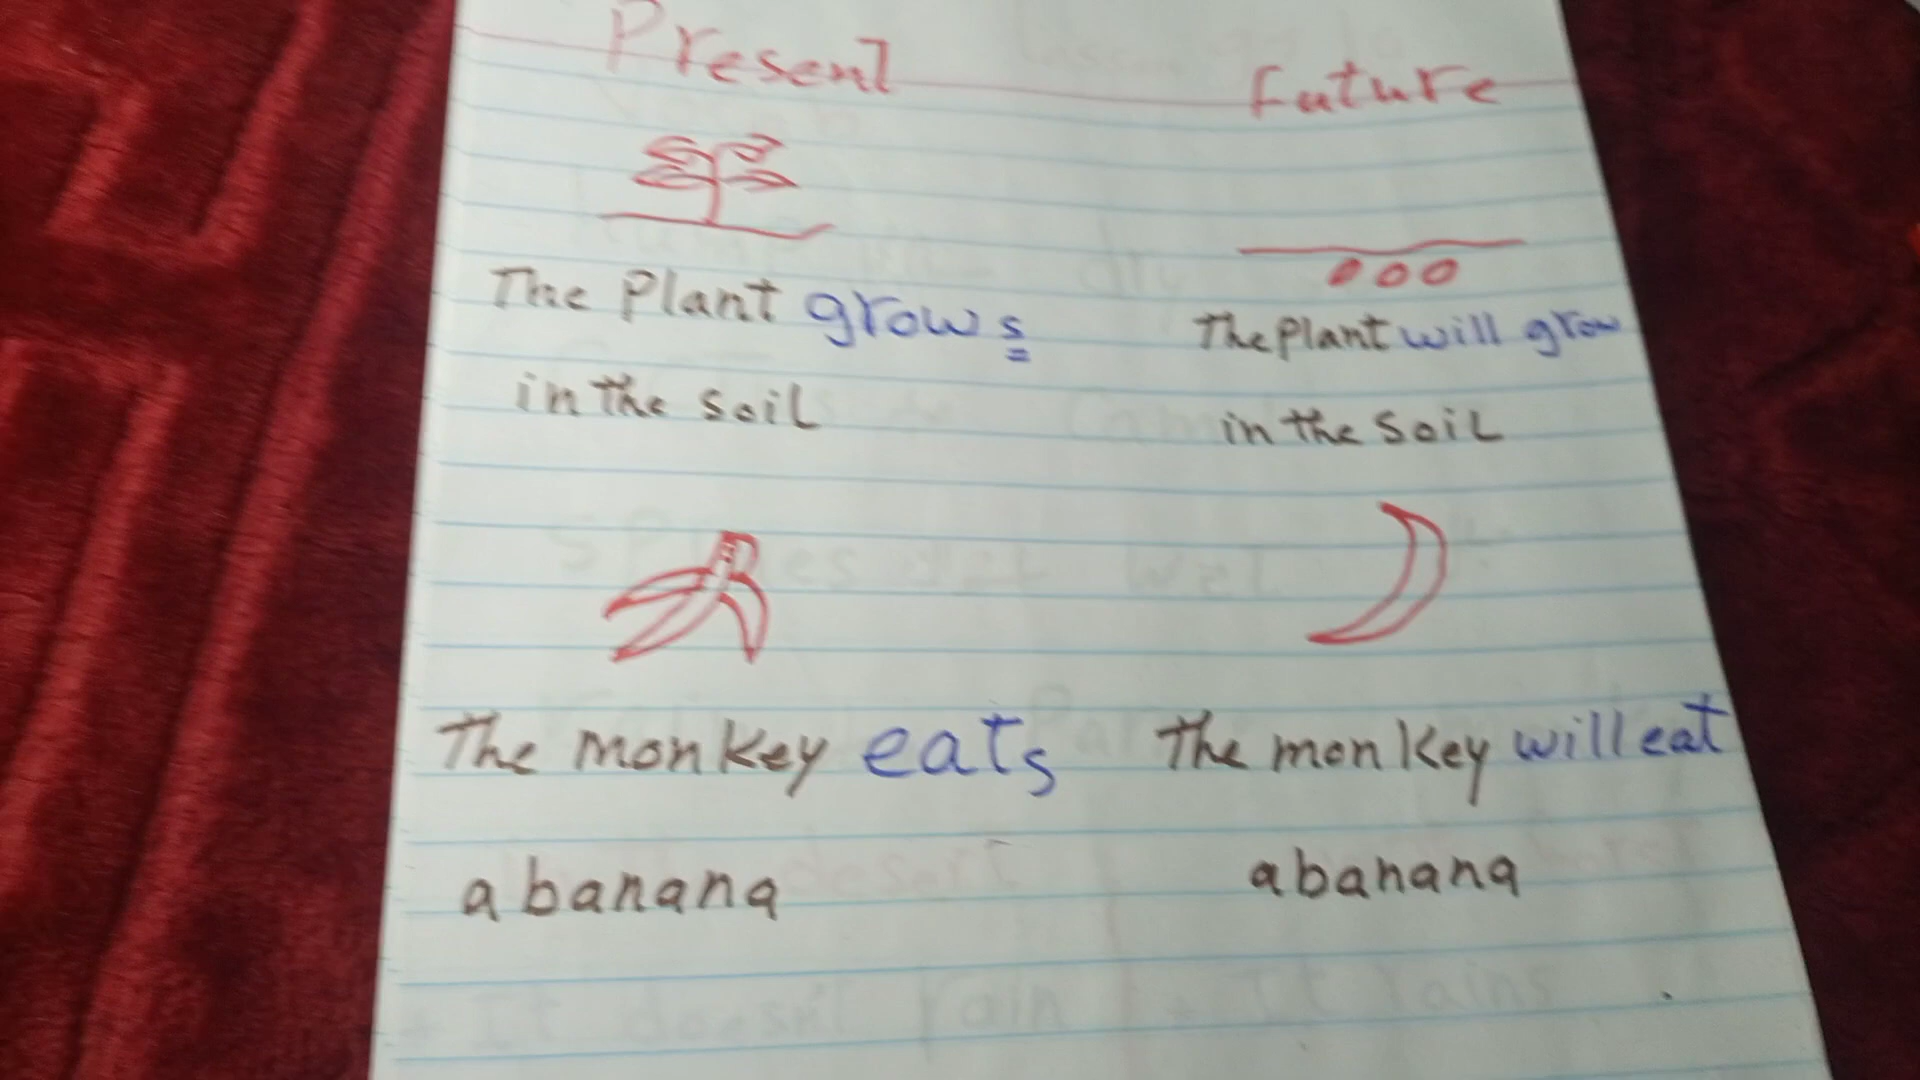 Present
Future
The Plant grows
in the soil
The Plant will grow
in the soil
The monkey eats
a banana
The monkey will eat
a banana